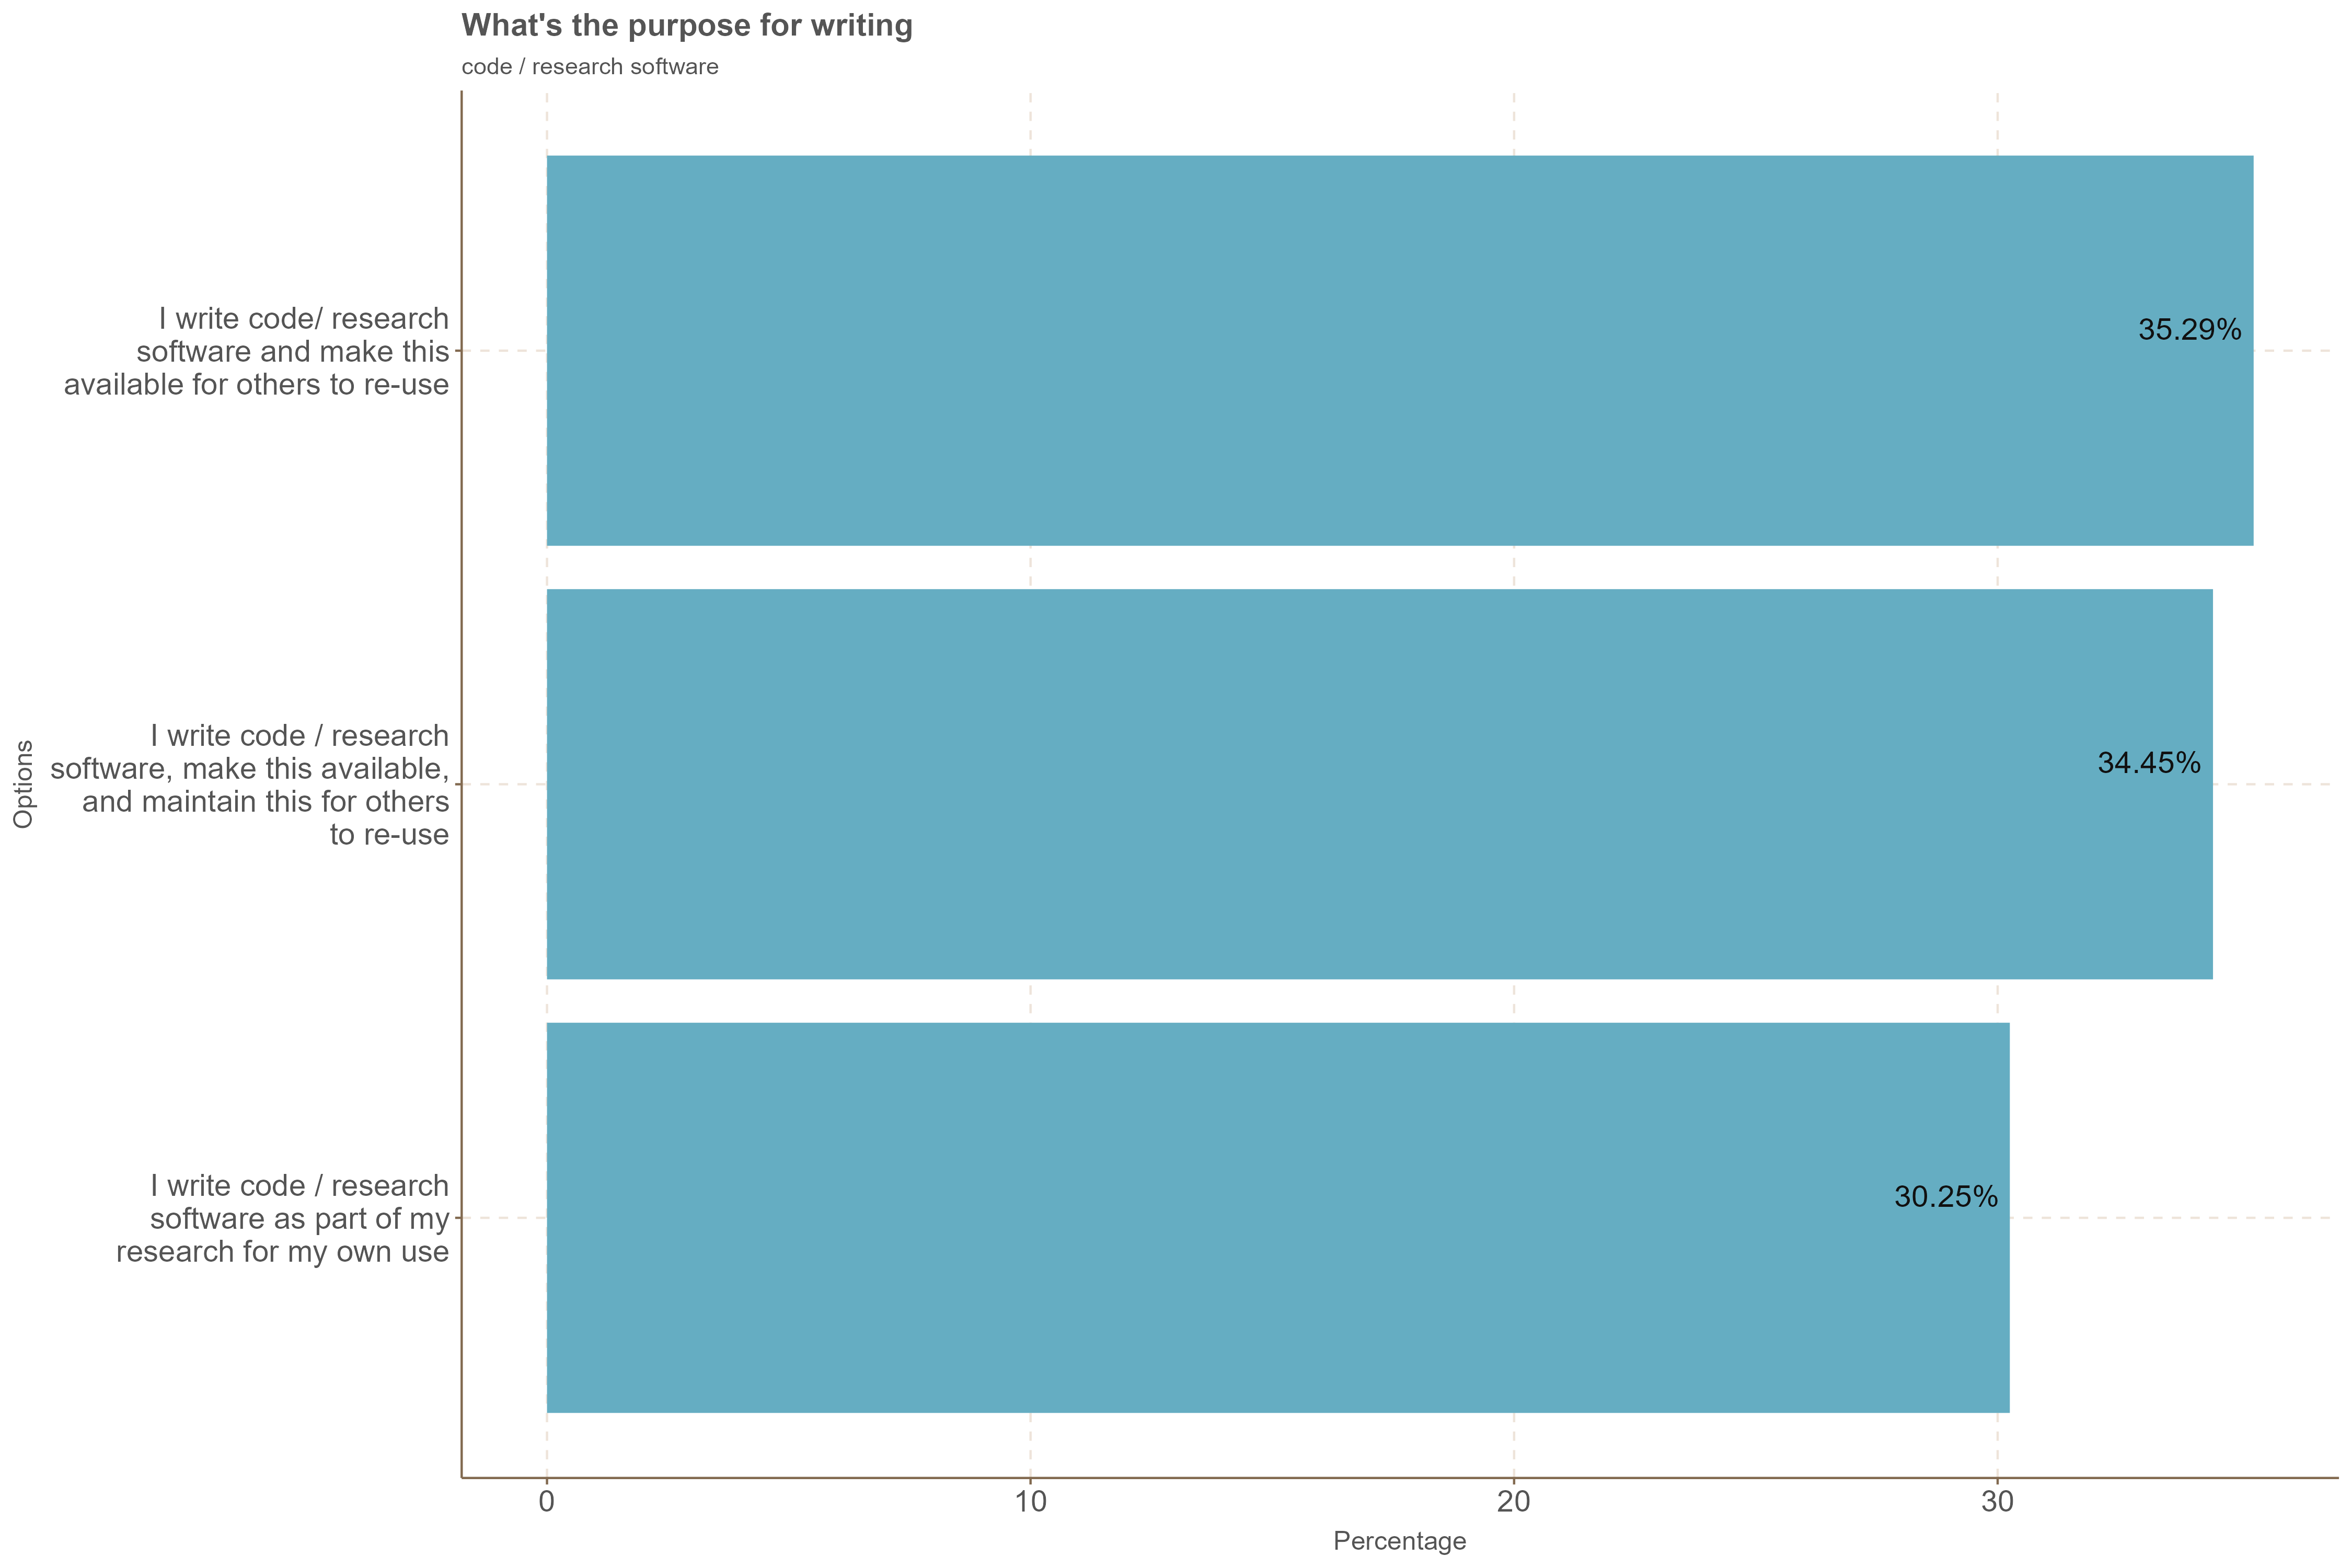 What's the purpose for writing
code / research software
I write code/ research
software and make this
available for others to re-use
35.29%
I write code / research
software, make this available,
and maintain this for others
to re-use
34.45%
I write code / research
software as part of my
research for my own use
30.25%
Options
0 10 20 30
Percentage